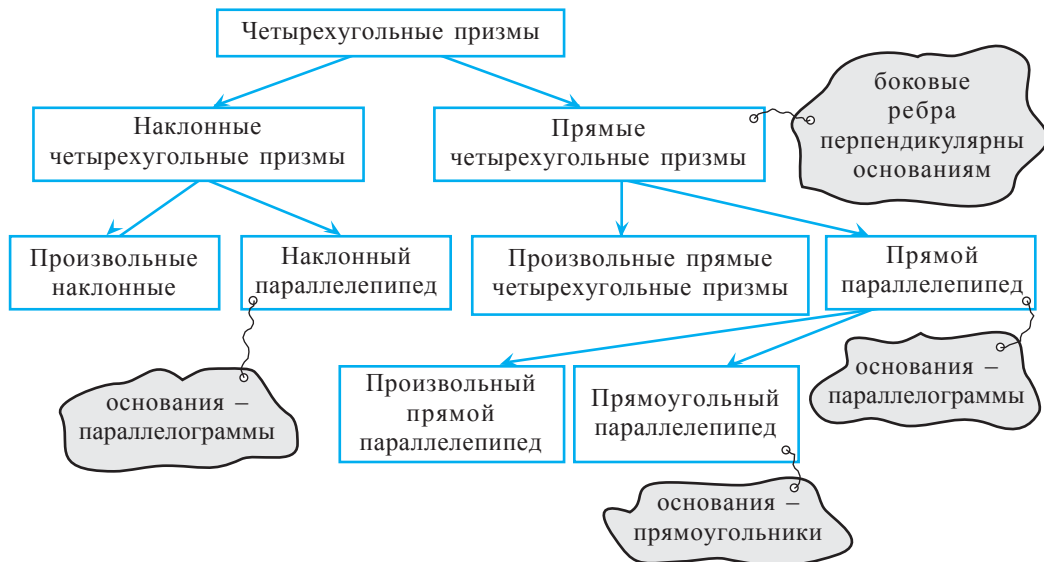 Четырехугольные призмы
Наклонные
четырехугольные призмы
Прямые
четырехугольные призмы
боковые
ребра
перпендикулярны
основаниям
Произвольные
наклонные
Наклонный
параллелепипед
Произвольные прямые
четырехугольные призмы
Прямой
параллелепипед
основания –
параллелограммы
Произвольный
прямой
параллелепипед
Прямоугольный
параллелепипед
основания –
параллелограммы
основания –
прямоугольники